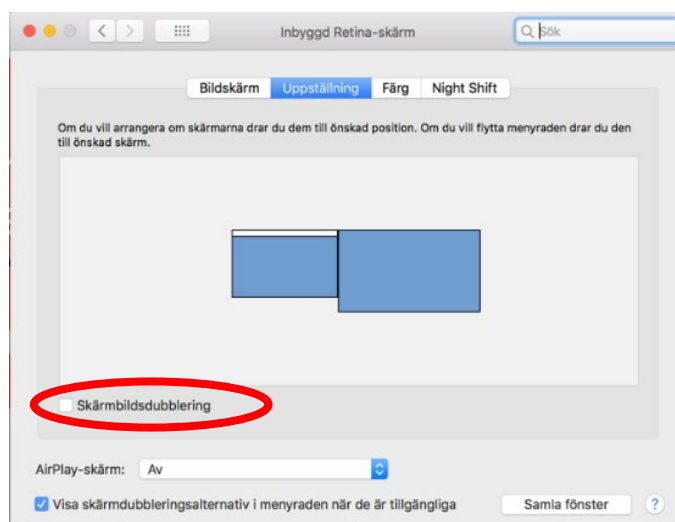 Inbyggd Retina-skärm
Sök
Bildskärm Uppställning Färg Night Shift
Om du vill arrangera om skärmarna drar du dem till önskad position. Om du vill flytta menyraden drar du den
till önskad skärm.
Skärmbildsdubblering
AirPlay-skärm: Av
Visa skärmdubbleringsalternativ i menyraden när de är tillgängliga
Samla fönster
?